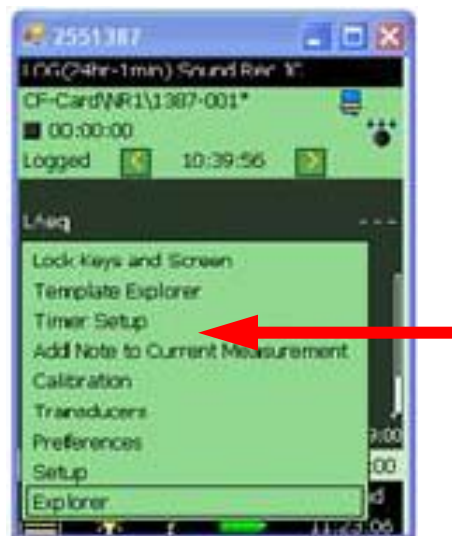 2551387
LOG(24hr-1min) Sound Rec 1C
CF-Card\NR1\1387-001*
00:00:00
Logged 10:39:56
LAeq ---
Lock Keys and Screen
Template Explorer
Timer Setup
Add Note to Current Measurement
Calibration
Transducers
Preferences
Setup
Explorer
11:23:06